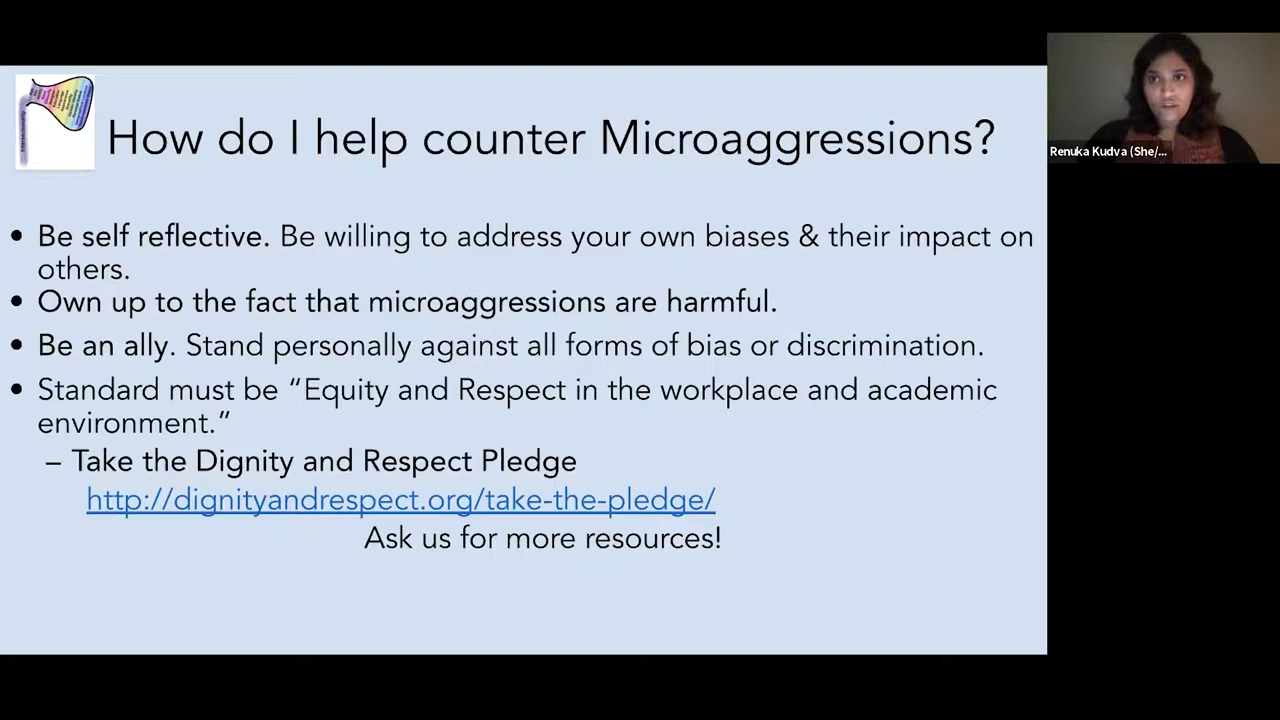 Intersectionality
How do I help counter Microaggressions?
Renuka Kudva (She/...
• Be self reflective. Be willing to address your own biases & their impact on
others.
• Own up to the fact that microaggressions are harmful.
• Be an ally. Stand personally against all forms of bias or discrimination.
• Standard must be “Equity and Respect in the workplace and academic
environment.”
– Take the Dignity and Respect Pledge
http://dignityandrespect.org/take-the-pledge/
Ask us for more resources!